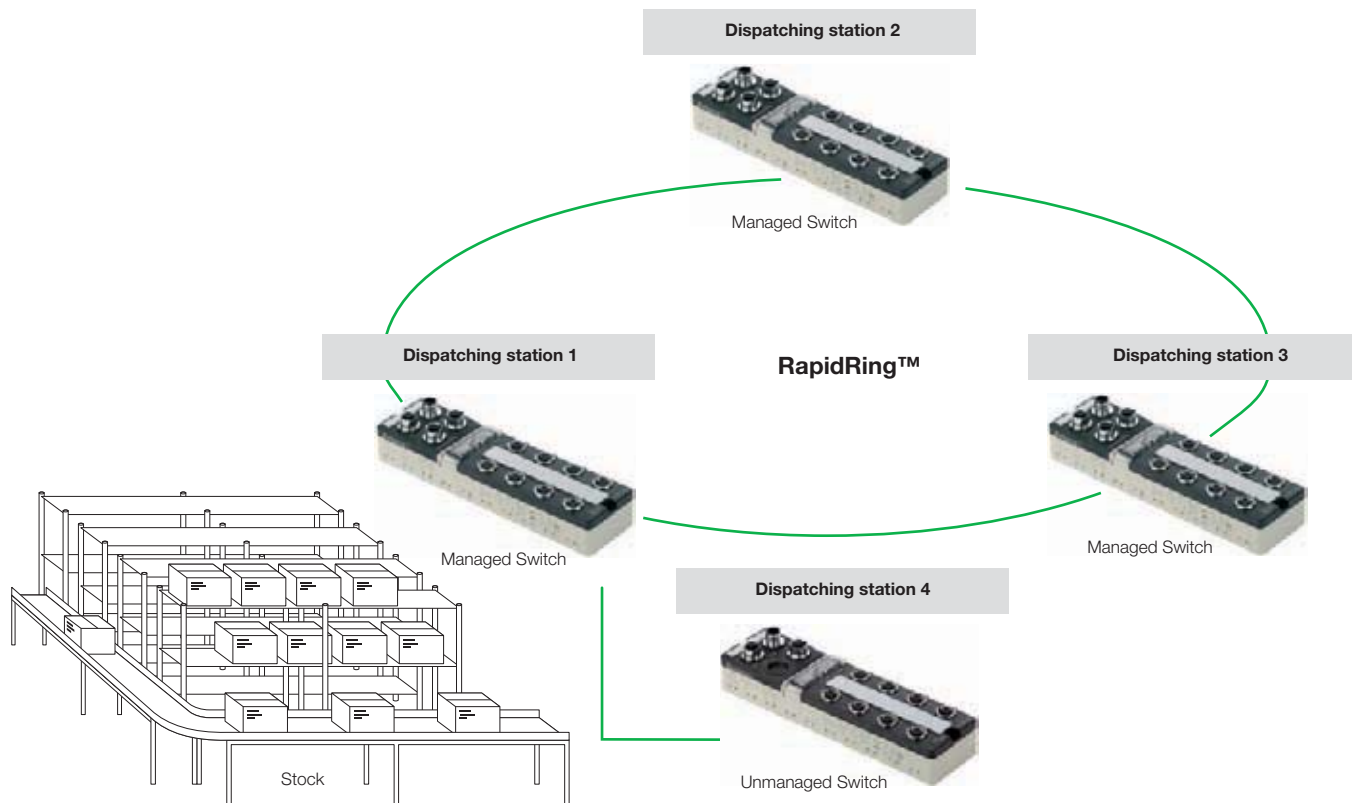 Dispatching station 2
Managed Switch
Dispatching station 1
RapidRing™
Dispatching station 3
Managed Switch
Managed Switch
Dispatching station 4
Stock
Unmanaged Switch